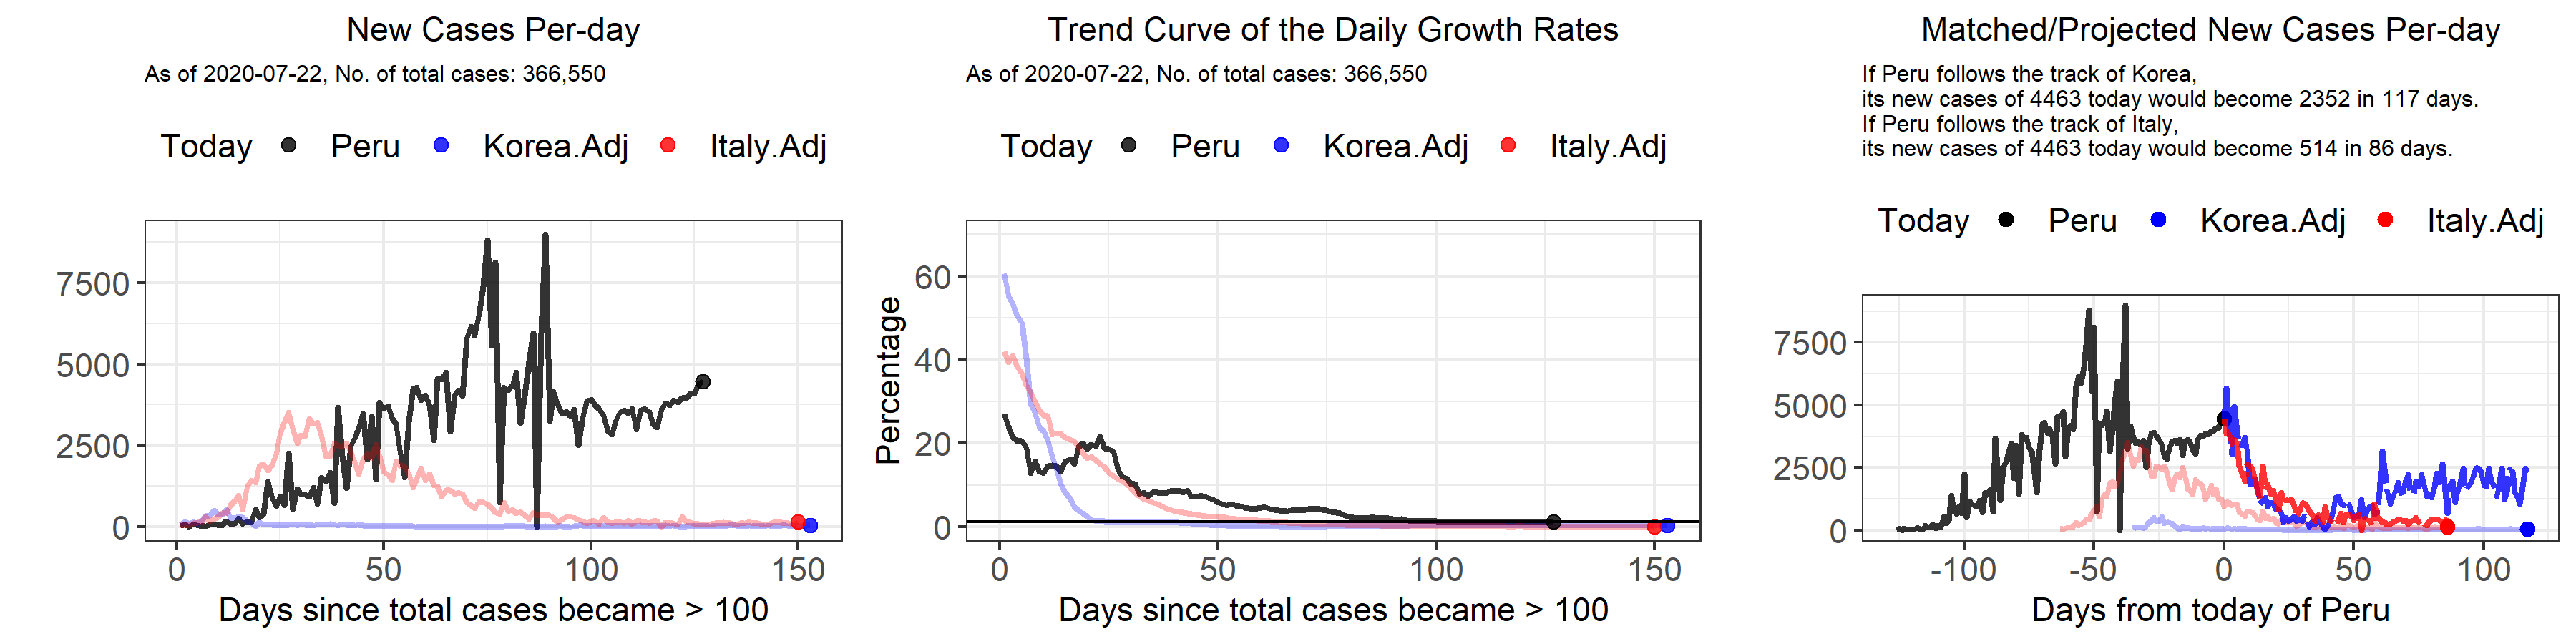 New Cases Per-day
As of 2020-07-22, No. of total cases: 366,550
Today Peru Korea.Adj Italy.Adj
7500
5000
2500
0
0 50 100 150
Days since total cases became > 100
Trend Curve of the Daily Growth Rates
As of 2020-07-22, No. of total cases: 366,550
Today Peru Korea.Adj Italy.Adj
Percentage
60
40
20
0
0 50 100 150
Days since total cases became > 100
Matched/Projected New Cases Per-day
If Peru follows the track of Korea,
its new cases of 4463 today would become 2352 in 117 days.
If Peru follows the track of Italy,
its new cases of 4463 today would become 514 in 86 days.
Today Peru Korea.Adj Italy.Adj
7500
5000
2500
0
-100 -50 0 50 100
Days from today of Peru